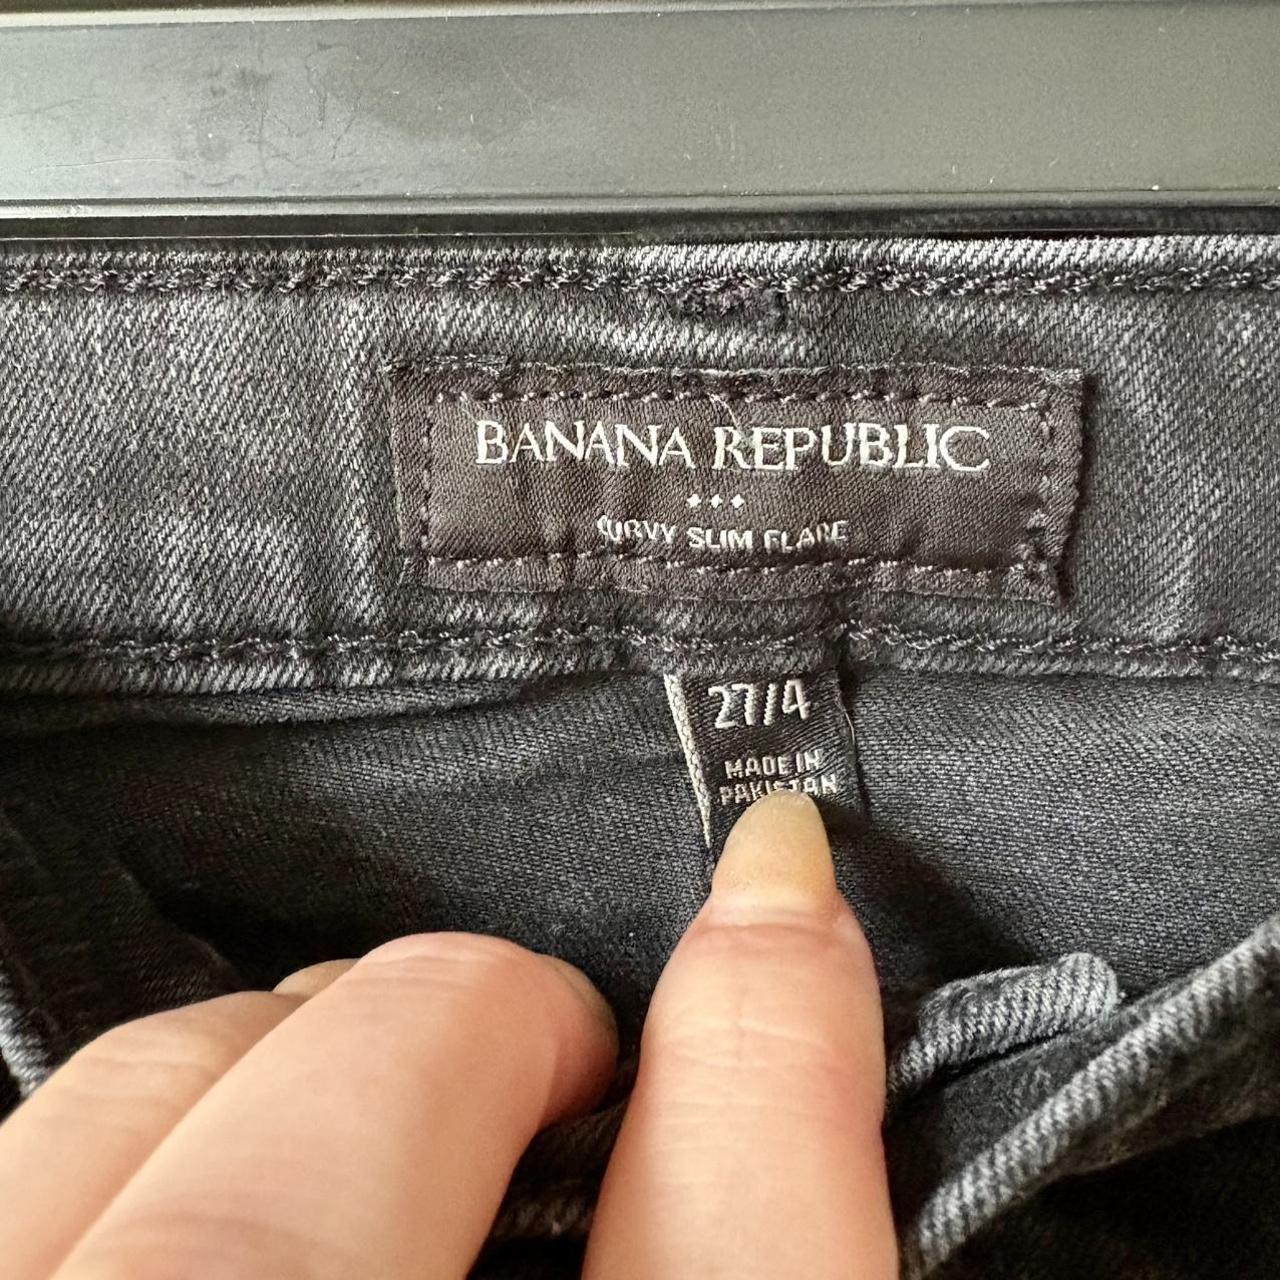 BANANA REPUBLIC
CURVY SLIM FLARE
27/4
MADE IN
PAKISTAN